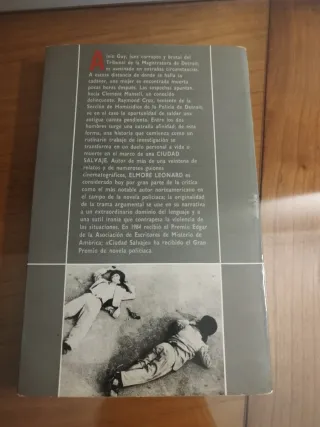 Alvin Guy, juez corrupto y brutal del
Tribunal de la Magistratura de Detroit,
es asesinado en extrañas circunstancias.
A escasa distancia de donde se halla su
cadáver, una mujer es encontrada muerta
pocas horas después. Las sospechas apuntan
hacia Clement Mansell, un conocido
delincuente. Raymond Cruz, teniente de la
Sección de Homicidios de la Policía de Detroit,
ve en el caso la oportunidad de saldar una
antigua cuenta pendiente. Entre los dos
hombres surge una extraña afinidad; de esta
forma, una historia que comienza como un
rutinario trabajo de investigación se
transforma en un duelo personal a vida o
muerte en el marco de una CIUDAD
SALVAJE. Autor de más de una veintena de
relatos y de numerosos guiones
cinematográficos, ELMORE LEONARD es
considerado hoy por gran parte de la crítica
como el más notable autor norteamericano en
el campo de la novela policíaca; la originalidad
de la trama argumental se une en su narrativa
a un extraordinario dominio del lenguaje y a
una sutil ironía que contrapesa la violencia de
las situaciones. En 1984 recibió el Premio Edgar
de la Asociación de Escritores de Misterio de
América; «Ciudad Salvaje» ha recibido el Gran
Premio de novela policíaca.